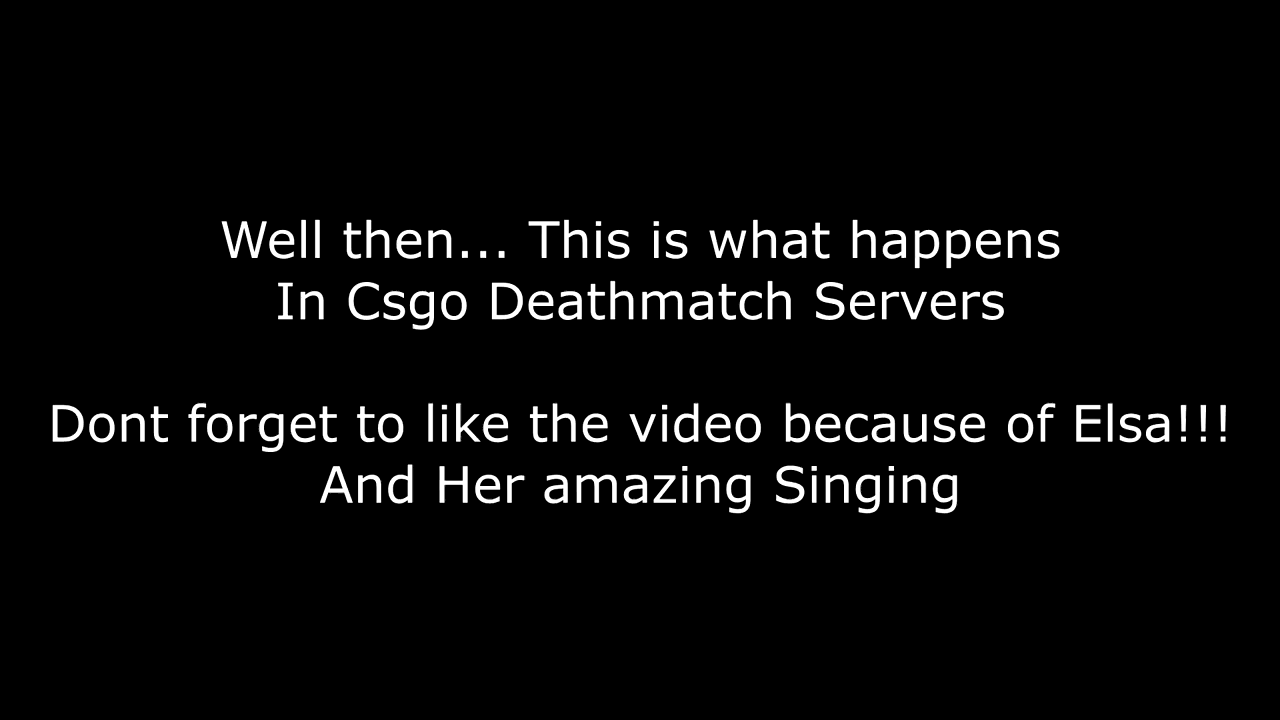 Well then... This is what happens
In Csgo Deathmatch Servers
Dont forget to like the video because of Elsa!!!
And Her amazing Singing